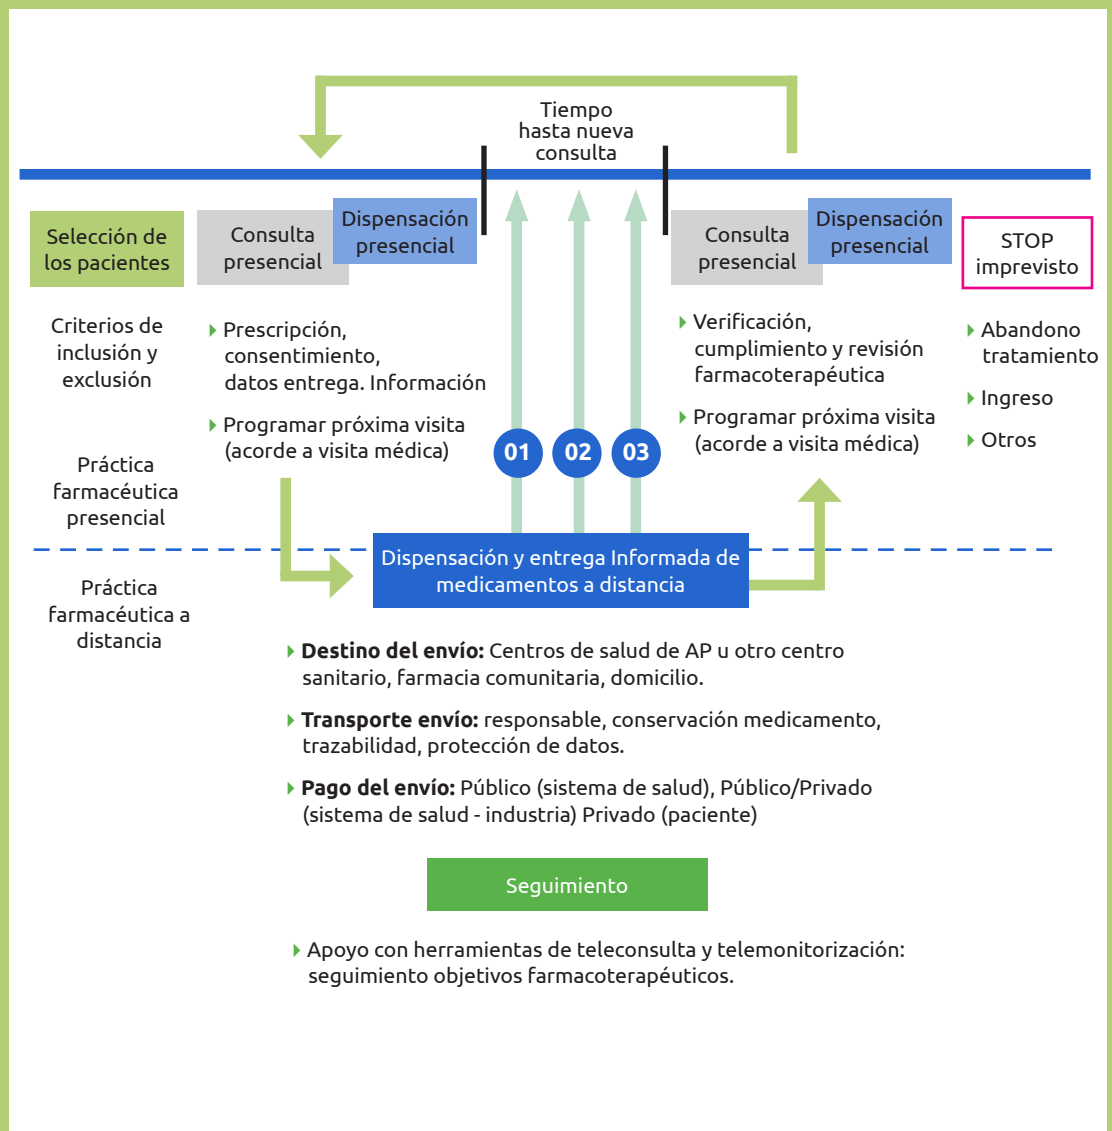 Tiempo
hasta nueva
consulta
Selección de
los pacientes
Criterios de
inclusión y
exclusión
Práctica
farmacéutica
presencial
Consulta
presencial
Dispensación
presencial
Prescripción,
consentimiento,
datos entrega. Información
Programar próxima visita
(acorde a visita médica)
01
02
03
Consulta
presencial
Dispensación
presencial
Verificación,
cumplimiento y revisión
farmacoterapéutica
Programar próxima visita
(acorde a visita médica)
STOP
imprevisto
Abandono
tratamiento
Ingreso
Otros
Práctica
farmacéutica a
distancia
Dispensación y entrega Informada de
medicamentos a distancia
Destino del envío: Centros de salud de AP u otro centro
sanitario, farmacia comunitaria, domicilio.
Transporte envío: responsable, conservación medicamento,
trazabilidad, protección de datos.
Pago del envío: Público (sistema de salud), Público/Privado
(sistema de salud - industria) Privado (paciente)
Seguimiento
Apoyo con herramientas de teleconsulta y telemonitorización:
seguimiento objetivos farmacoterapéuticos.